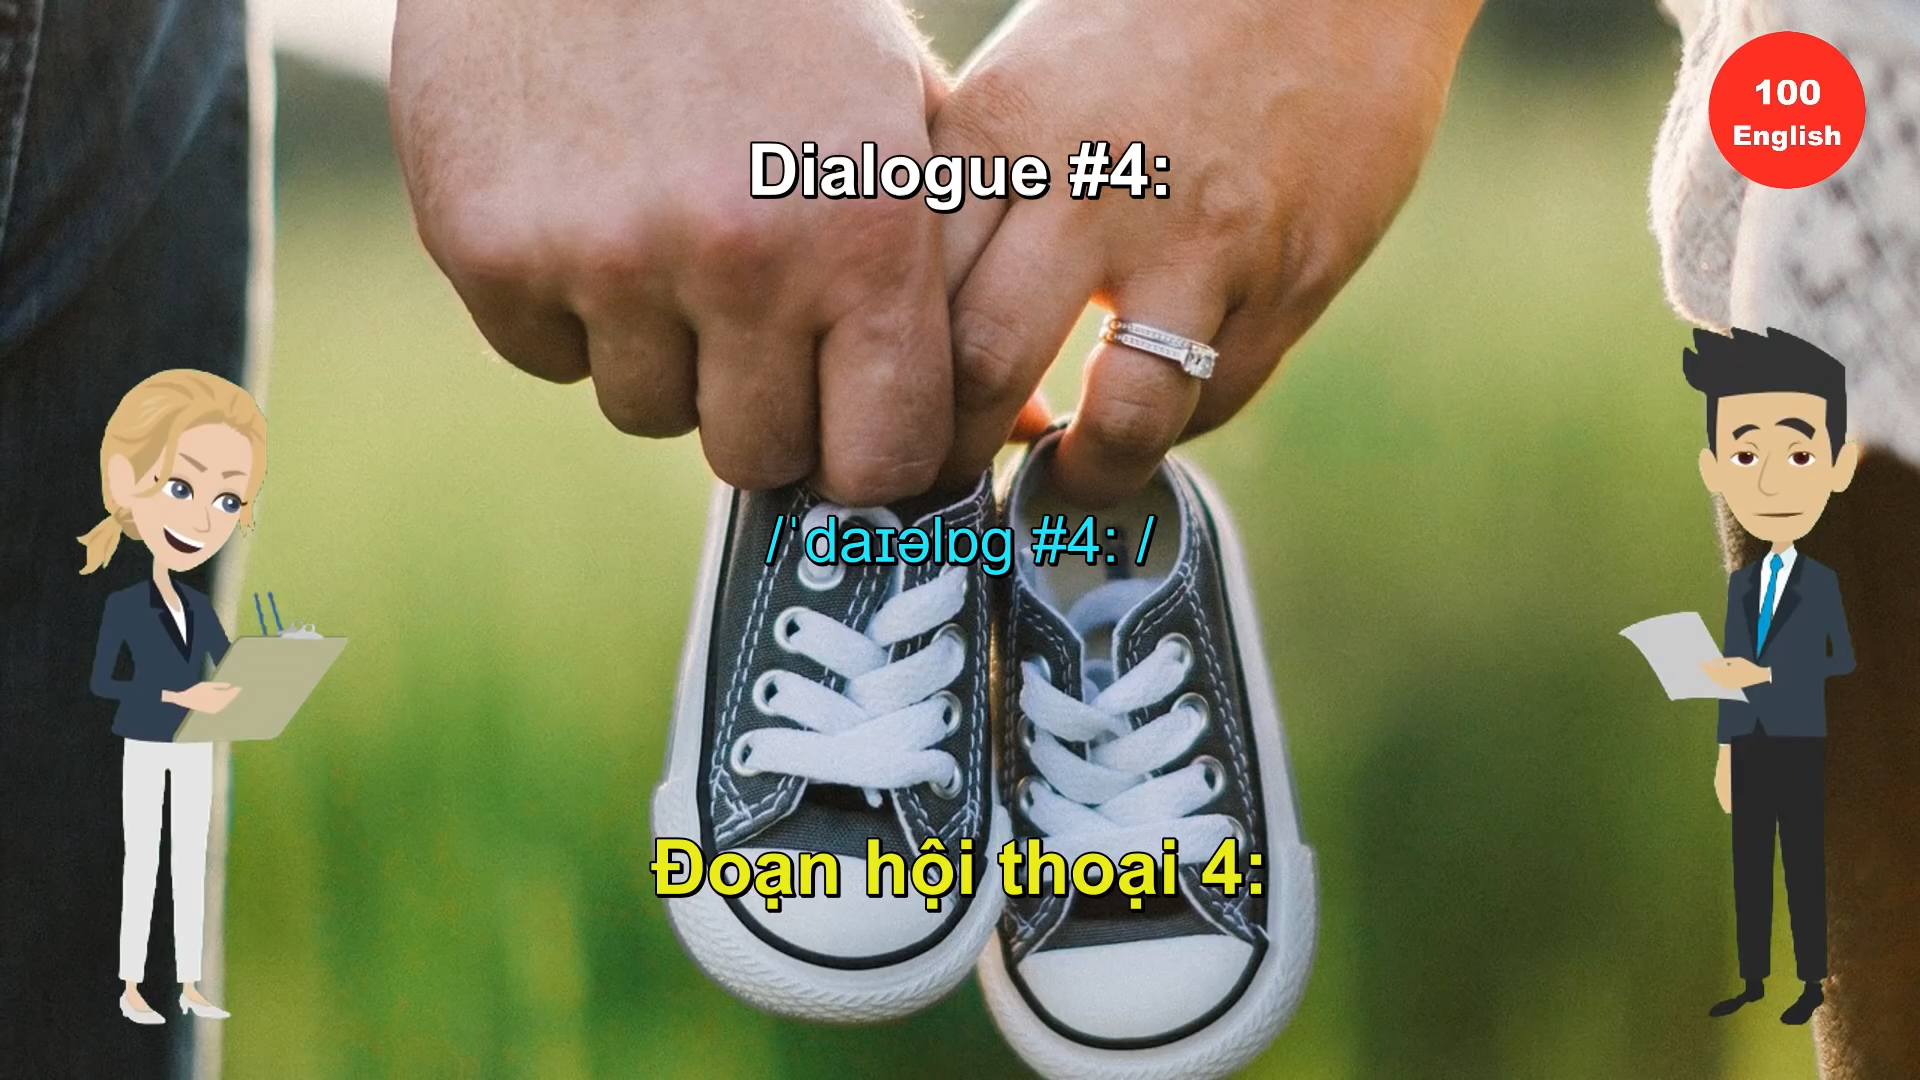 100
English
Dialogue #4:
/ˈdaɪəlɒg #4: /
Đoạn hội thoại 4: